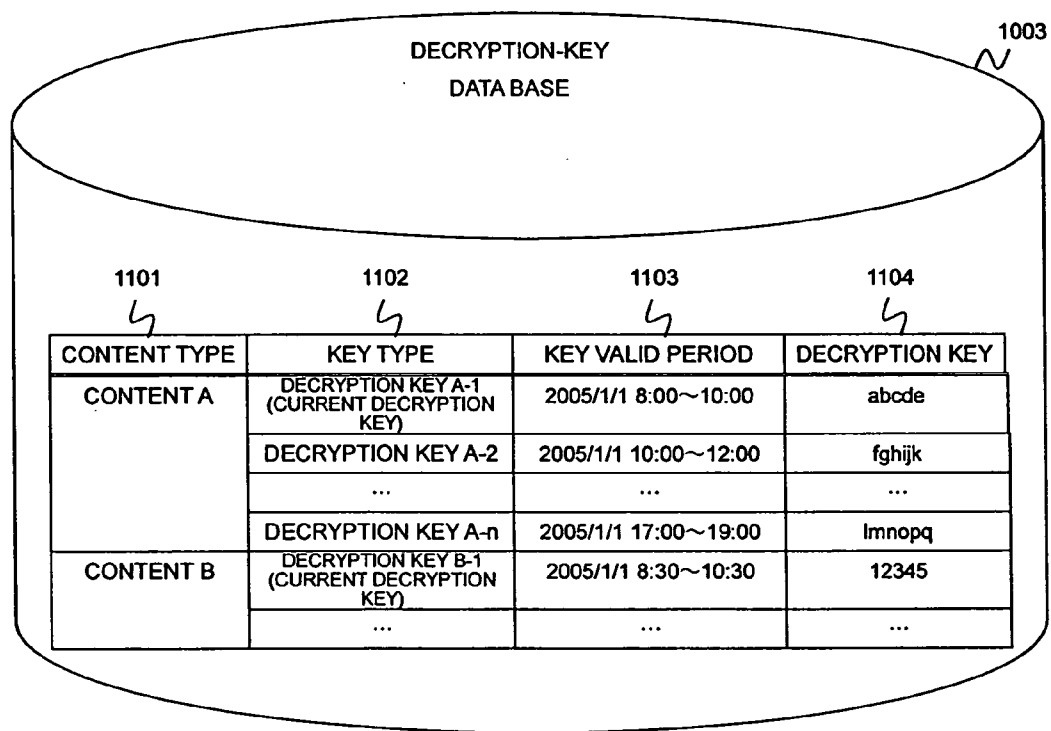 1003
DECRYPTION-KEY
DATA BASE
1101 1102 1103 1104
CONTENT TYPE KEY TYPE KEY VALID PERIOD DECRYPTION KEY
CONTENT A DECRYPTION KEY A-1 2005/1/1 8:00～10:00 abcde
(CURRENT DECRYPTION
KEY)
DECRYPTION KEY A-2 2005/1/1 10:00～12:00 fghijk
... ... ...
DECRYPTION KEY A-n 2005/1/1 17:00～19:00 lmnopq
CONTENT B DECRYPTION KEY B-1 2005/1/1 8:30～10:30 12345
(CURRENT DECRYPTION
KEY)
... ... ...